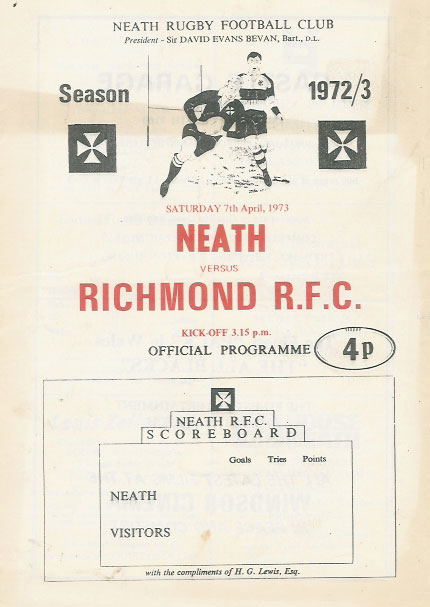 NEATH RUGBY FOOTBALL CLUB
President - Sir DAVID EVANS BEVAN, Bart., D.L.
Season 1972/3
SATURDAY 7th April, 1973
NEATH
VERSUS
RICHMOND R.F.C.
KICK-OFF 3.15 p.m.
OFFICIAL PROGRAMME 4p
NEATH R.F.C.
SCOREBOARD
Goals Tries Points
NEATH
VISITORS
with the compliments of H. G. Lewis, Esq.